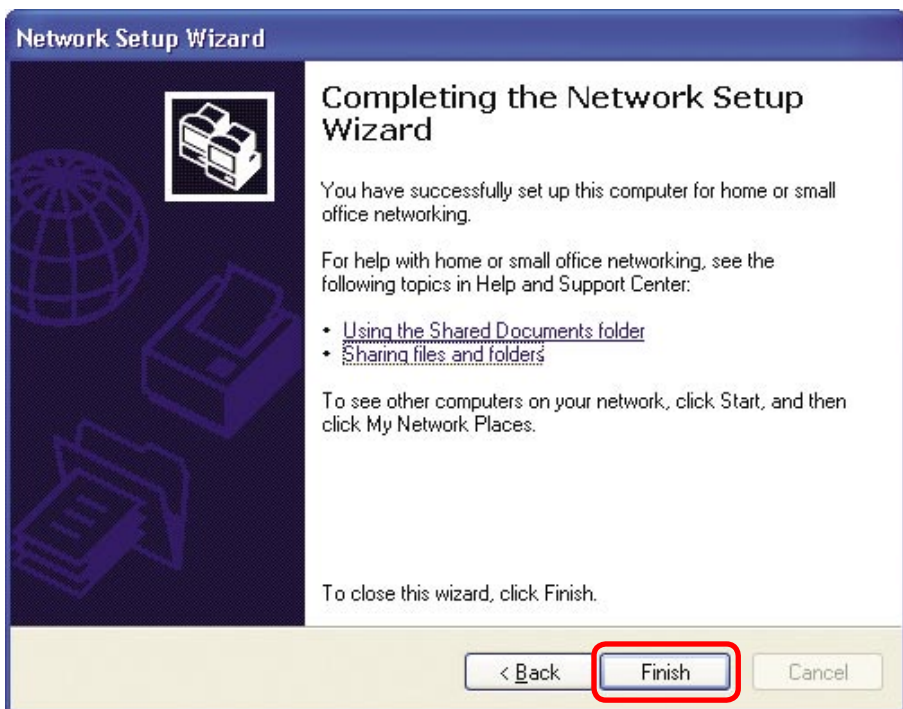 Network Setup Wizard
Completing the Network Setup
Wizard
You have successfully set up this computer for home or small
office networking.
For help with home or small office networking, see the
following topics in Help and Support Center:
• Using the Shared Documents folder
• Sharing files and folders
To see other computers on your network, click Start, and then
click My Network Places.
To close this wizard, click Finish.
< Back
Finish
Cancel